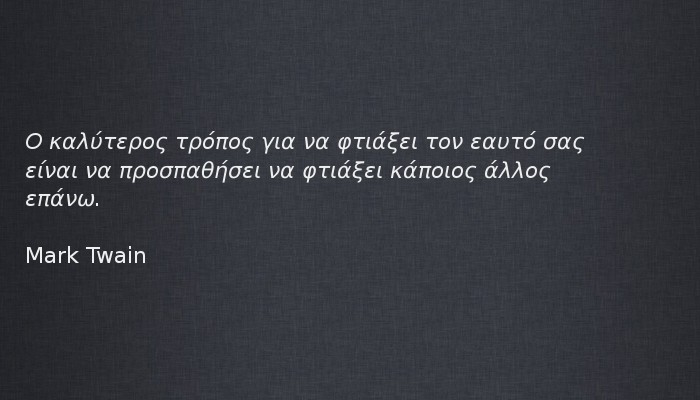 Ο καλύτερος τρόπος για να φτιάξει τον εαυτό σας
είναι να προσπαθήσει να φτιάξει κάποιος άλλος
επάνω.
Mark Twain